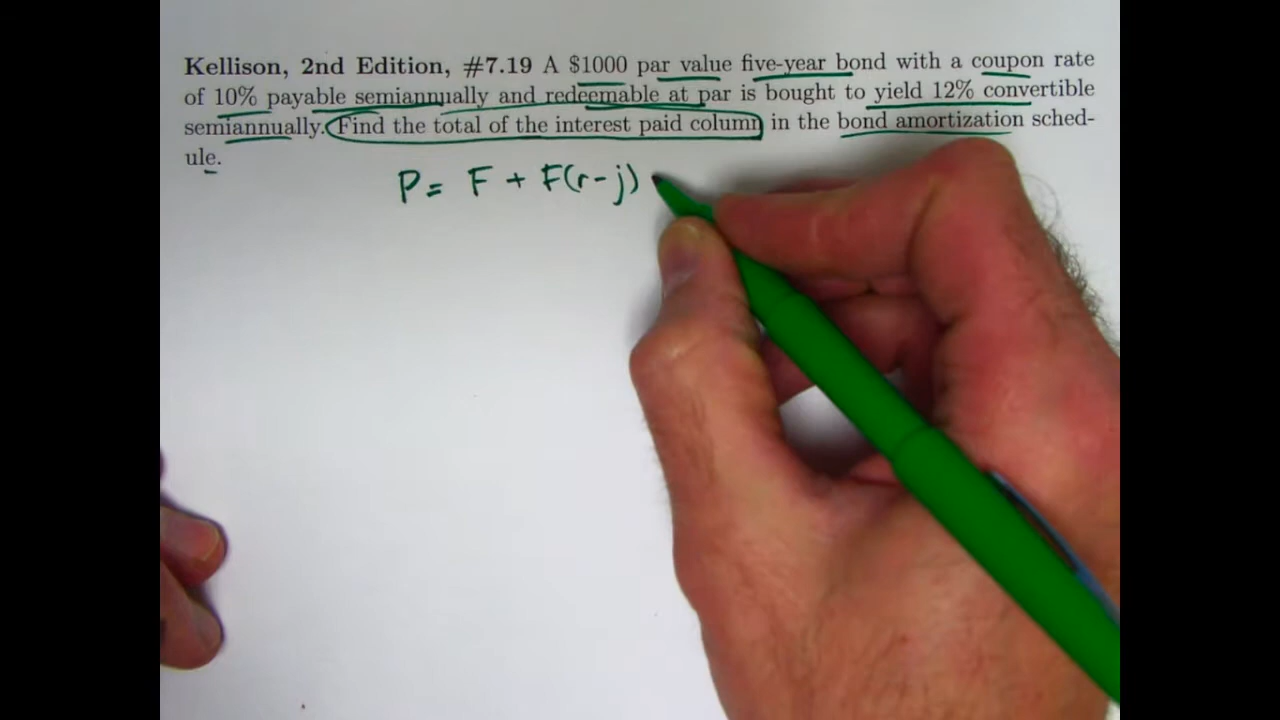 Kellison, 2nd Edition, #7.19 A $1000 par value five-year bond with a coupon rate
of 10% payable semiannually and redeemable at par is bought to yield 12% convertible
semiannually. Find the total of the interest paid column in the bond amortization sched-
ule.
P = F + F(r-j)